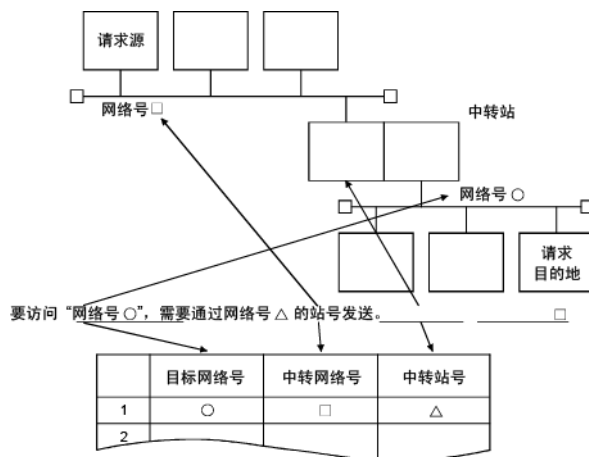 请求源
网络号□
中转站
网络号○
请求
目的地
要访问“网络号○”，需要通过网络号△的站号发送。 □
目标网络号 中转网络号 中转站号
1 ○ □ △
2